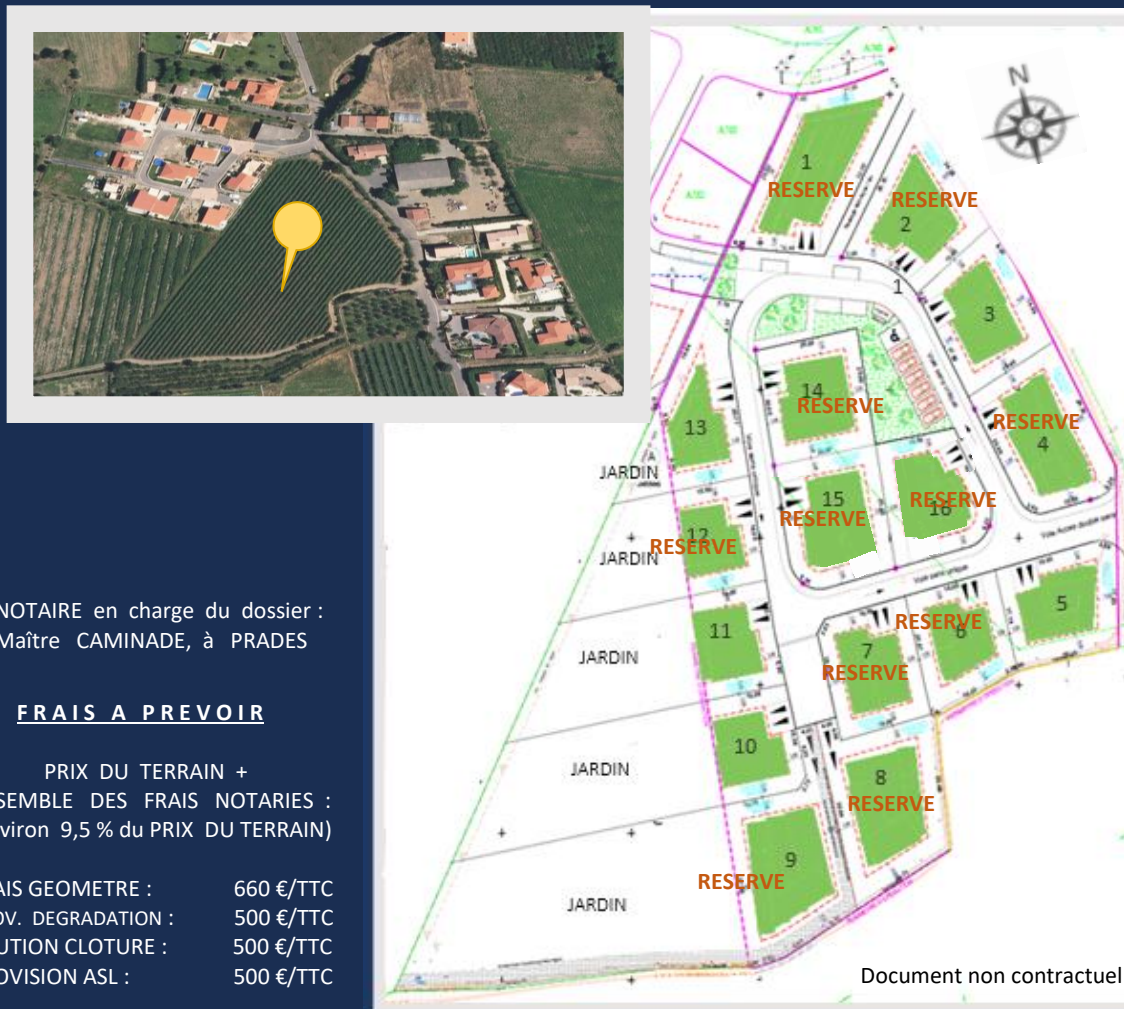 N
1
RESERVE
RESERVE
2
1
3
14
RESERVE
RESERVE
4
13
JARDIN
15
RESERVE
RESERVE
16
12
RESERVE
JARDIN
5
RESERVE
6
11
JARDIN
7
RESERVE
10
JARDIN
8
RESERVE
9
RESERVE
JARDIN
Voie sens unique
Document non contractuel
NOTAIRE en charge du dossier :
Maître CAMINADE, à PRADES
FRAIS A PREVOIR
PRIX DU TERRAIN +
SEMBLE DES FRAIS NOTARIES :
viron 9,5 % du PRIX DU TERRAIN)
AIS GEOMETRE : 660 €/TTC
OV. DEGRADATION : 500 €/TTC
UTION CLOTURE : 500 €/TTC
OVISION ASL : 500 €/TTC